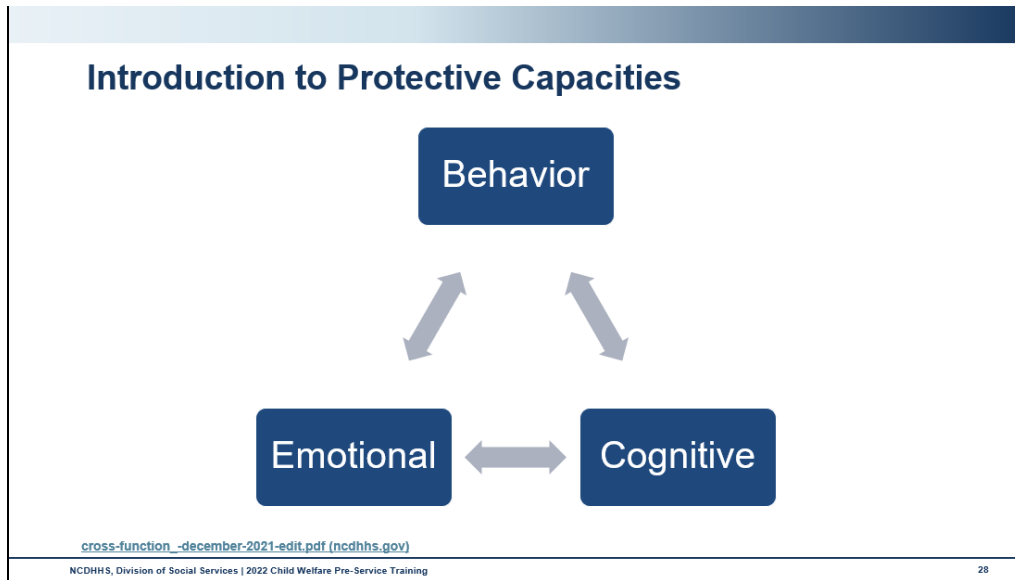 Introduction to Protective Capacities
Behavior
Emotional
Cognitive
cross-function_-december-2021-edit.pdf (ncdhhs.gov)
NCDHHS, Division of Social Services | 2022 Child Welfare Pre-Service Training
28